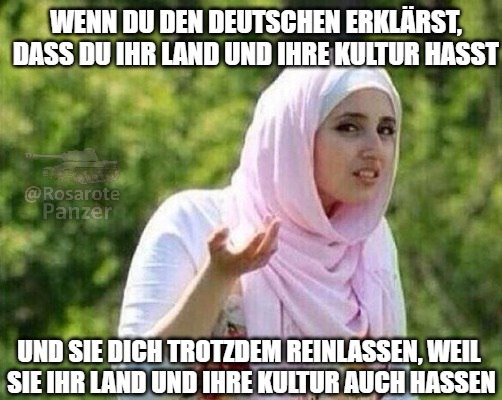 WENN DU DEN DEUTSCHEN ERKLÄRST,
DASS DU IHR LAND UND IHRE KULTUR HASST
@Rosarote
Panzer
UND SIE DICH TROTZDEM REINLASSEN, WEIL
SIE IHR LAND UND IHRE KULTUR AUCH HASSEN